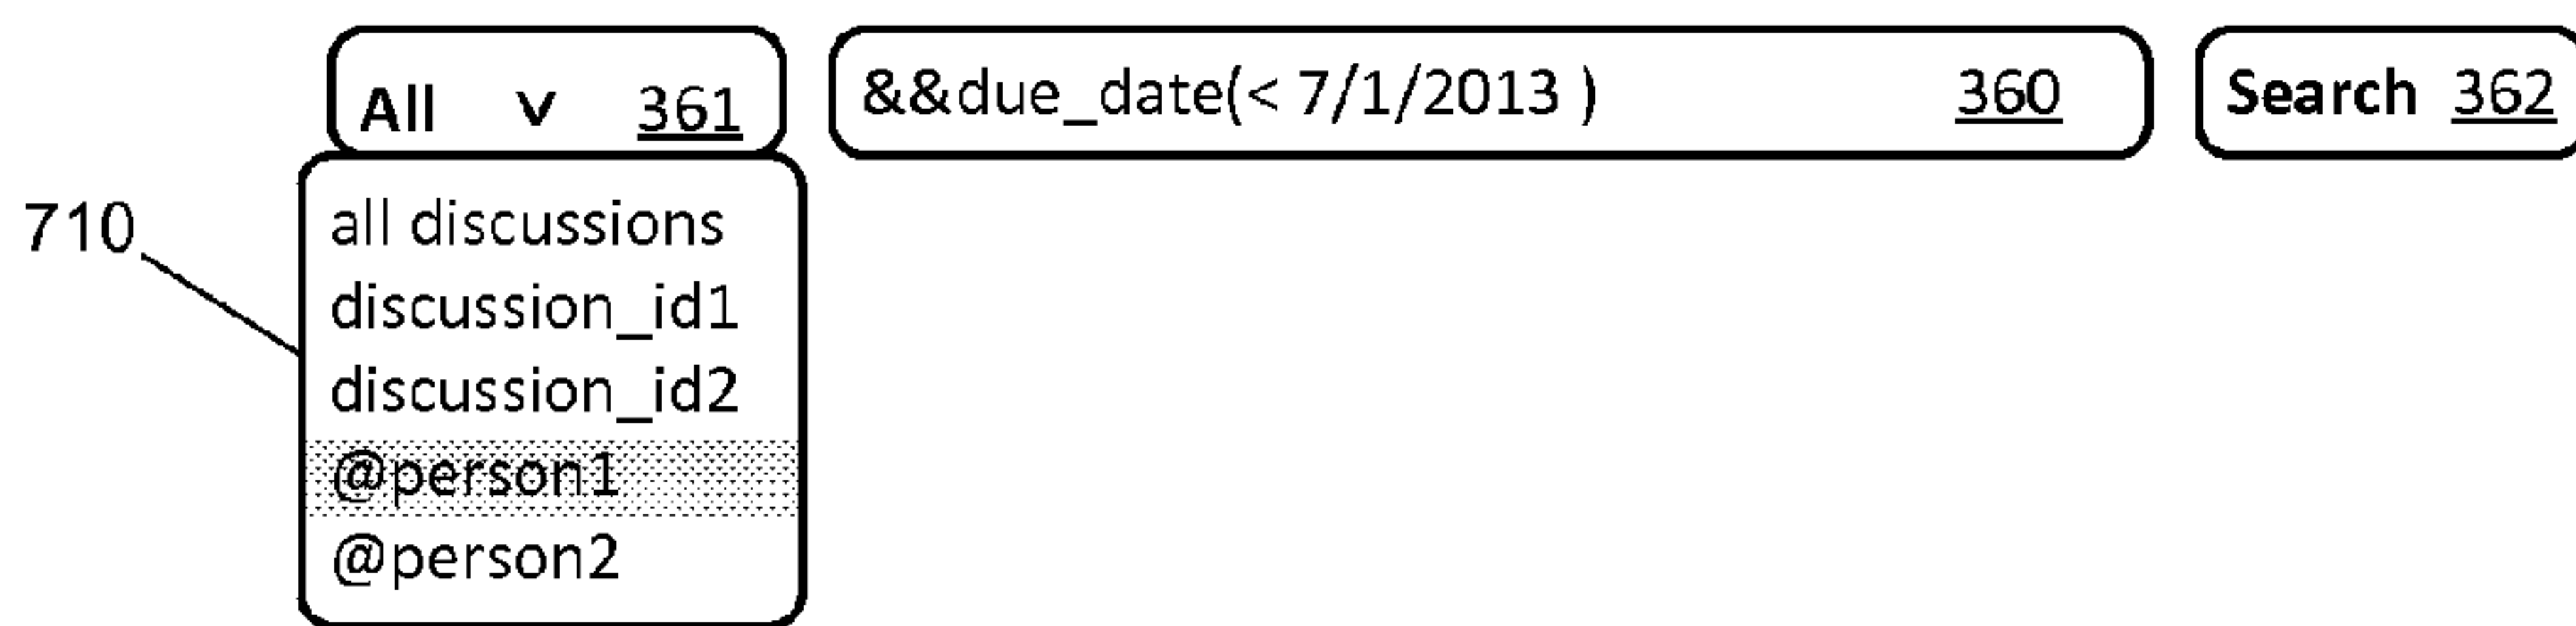 All v 361 &&due_date(< 7/1/2013 ) 360 Search 362
710
all discussions
discussion_id1
discussion_id2
@person1
@person2